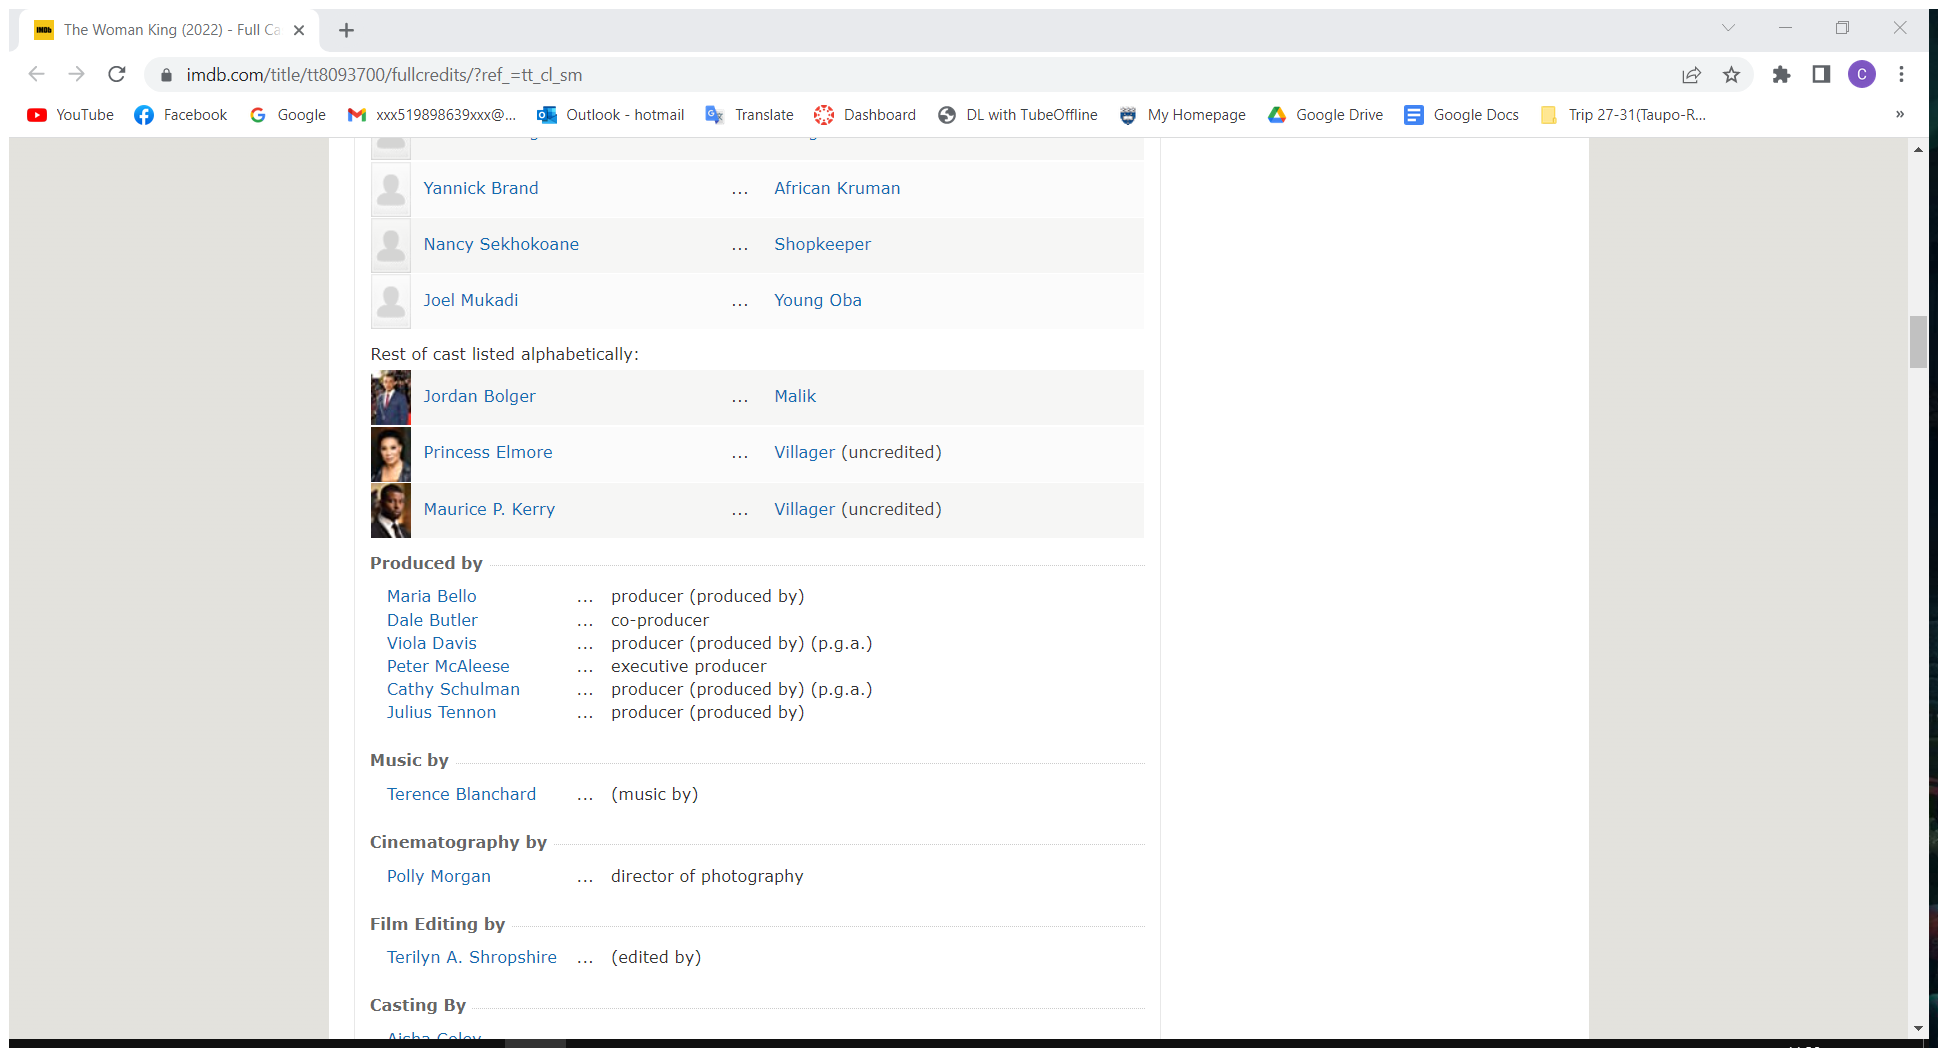 IMDb The Woman King (2022) - Full Ca
imdb.com/title/tt8093700/fullcredits/?ref_=tt_cl_sm C
YouTube Facebook Google xxx519898639xxx@... Outlook - hotmail Translate Dashboard DL with TubeOffline My Homepage Google Drive Google Docs Trip 27-31(Taupo-R... »
Yannick Brand ... African Kruman
Nancy Sekhokoane ... Shopkeeper
Joel Mukadi ... Young Oba
Rest of cast listed alphabetically:
Jordan Bolger ... Malik
Princess Elmore ... Villager (uncredited)
Maurice P. Kerry ... Villager (uncredited)
Produced by
Maria Bello ... producer (produced by)
Dale Butler ... co-producer
Viola Davis ... producer (produced by) (p.g.a.)
Peter McAleese ... executive producer
Cathy Schulman ... producer (produced by) (p.g.a.)
Julius Tennon ... producer (produced by)
Music by
Terence Blanchard ... (music by)
Cinematography by
Polly Morgan ... director of photography
Film Editing by
Terilyn A. Shropshire ... (edited by)
Casting By
Aisha Coley